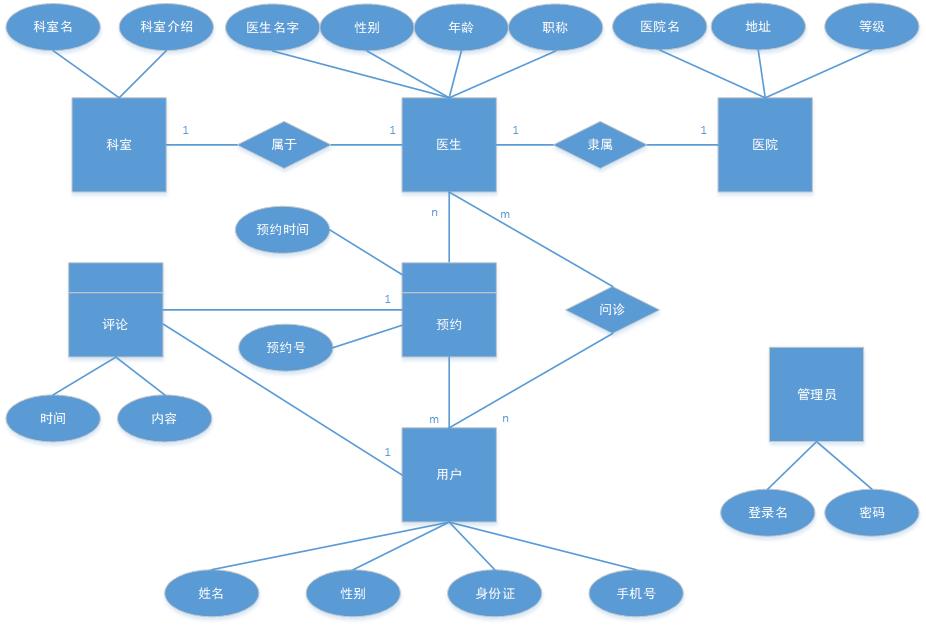 科室名 科室介绍 医生名字 性别 年龄 职称 医院名 地址 等级
科室 1 属于 1 医生 1 隶属 1 医院
n m
预约时间
评论 1 预约 问诊
预约号
管理员
时间 内容
m n
1
用户
登录名 密码
姓名 性别 身份证 手机号